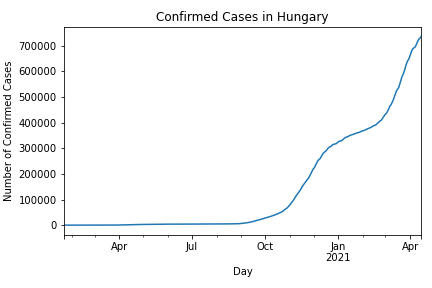 Confirmed Cases in Hungary
700000
600000
500000
400000
300000
200000
100000
0
Number of Confirmed Cases
Apr
Jul
Oct
Jan
2021
Apr
Day